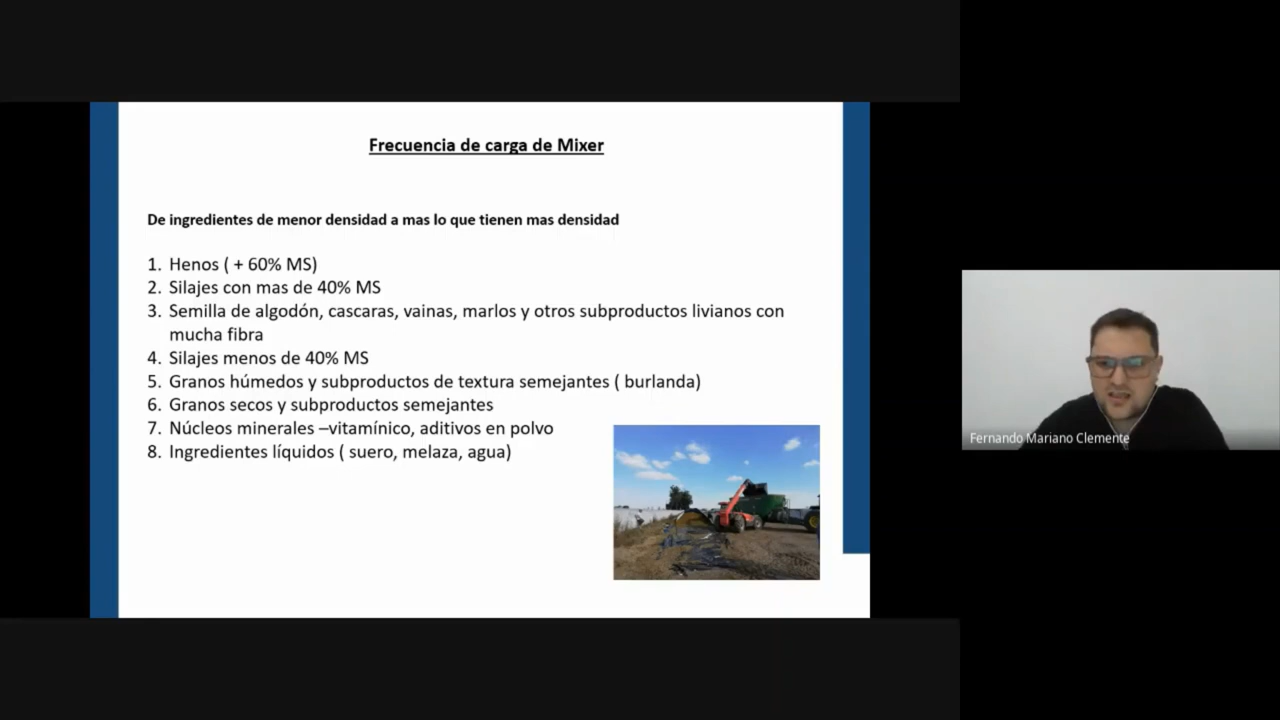 Frecuencia de carga de Mixer
De ingredientes de menor densidad a mas lo que tienen mas densidad
1. Henos ( + 60% MS)
2. Silajes con mas de 40% MS
3. Semilla de algodón, cascaras, vainas, marlos y otros subproductos livianos con
mucha fibra
4. Silajes menos de 40% MS
5. Granos húmedos y subproductos de textura semejantes ( burlanda)
6. Granos secos y subproductos semejantes
7. Núcleos minerales –vitamínico, aditivos en polvo
8. Ingredientes líquidos ( suero, melaza, agua)
Fernando Mariano Clemente